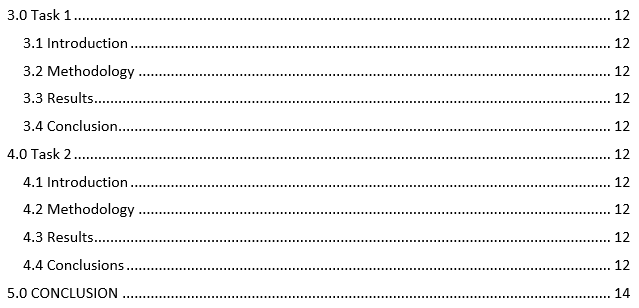 3.0 Task 1 ........................................................................................................................ 12
3.1 Introduction ........................................................................................................................ 12
3.2 Methodology ........................................................................................................................ 12
3.3 Results ........................................................................................................................ 12
3.4 Conclusion ........................................................................................................................ 12
4.0 Task 2 ........................................................................................................................ 12
4.1 Introduction ........................................................................................................................ 12
4.2 Methodology ........................................................................................................................ 12
4.3 Results ........................................................................................................................ 12
4.4 Conclusions ........................................................................................................................ 12
5.0 CONCLUSION ........................................................................................................................ 14